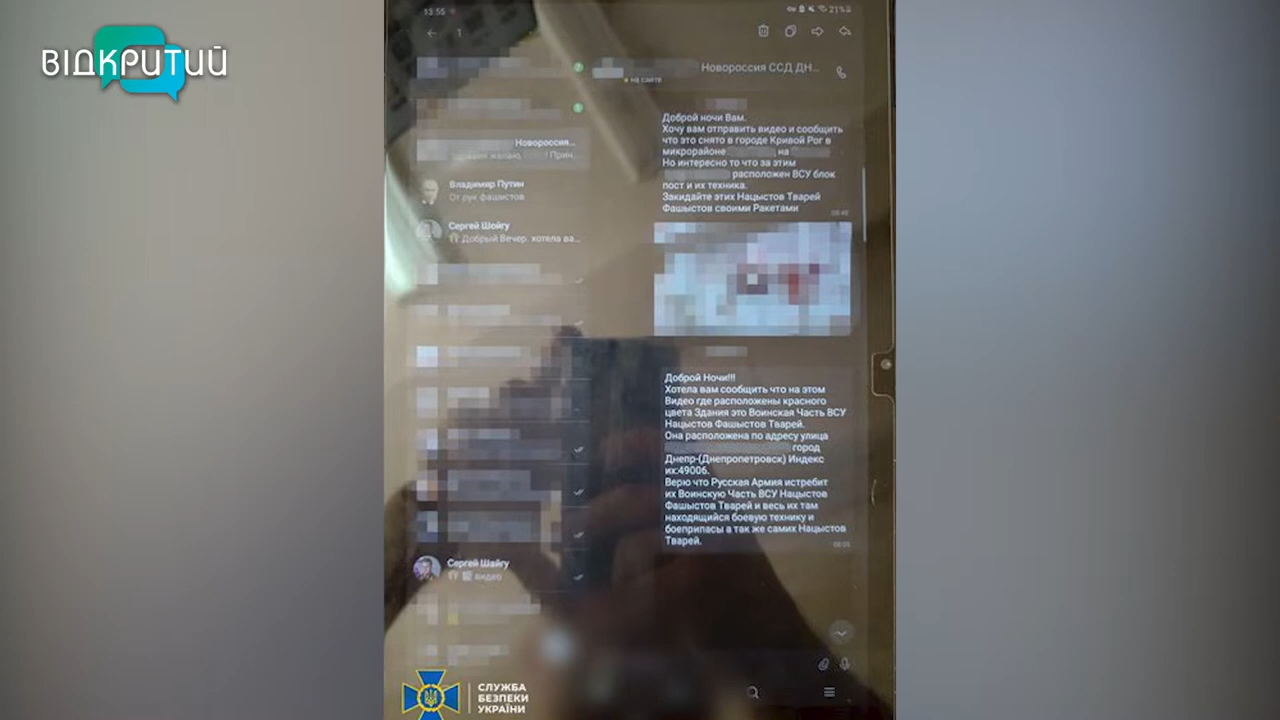 ВІДКРИТИЙ
13:55
21%
1
Новороссия ССД ДН...
на сайте
Новороссия...
! Прин...
Владимир Путин
От рук фашистов
Сергей Шойгу
Добрый Вечер. хотела ва...
Сергей Шайгу
видео
Доброй ночи Вам.
Хочу вам отправить видео и сообщить
что это снято в городе Кривой Рог в
микрорайоне на
Но интересно то что за этим
расположен ВСУ блок
пост и их техника.
Закидайте этих Нацыстов Тварей
Фашыстов своими Ракетами
Доброй Ночи!!!
Хотела вам сообщить что на этом
Видео где расположены красного
цвета Здания это Воинская Часть ВСУ
Нацыстов Фашыстов Тварей.
Она расположена по адресу улица
город
Днепр-(Днепропетровск) Индекс
их:49006.
Верю что Русская Армия истребит
их Воинскую Часть ВСУ Нацыстов
Фашыстов Тварей и весь их там
находящийся боевую технику и
боеприпасы а так же самих Нацыстов
Тварей.
СЛУЖБА
БЕЗПЕКИ
УКРАЇНИ